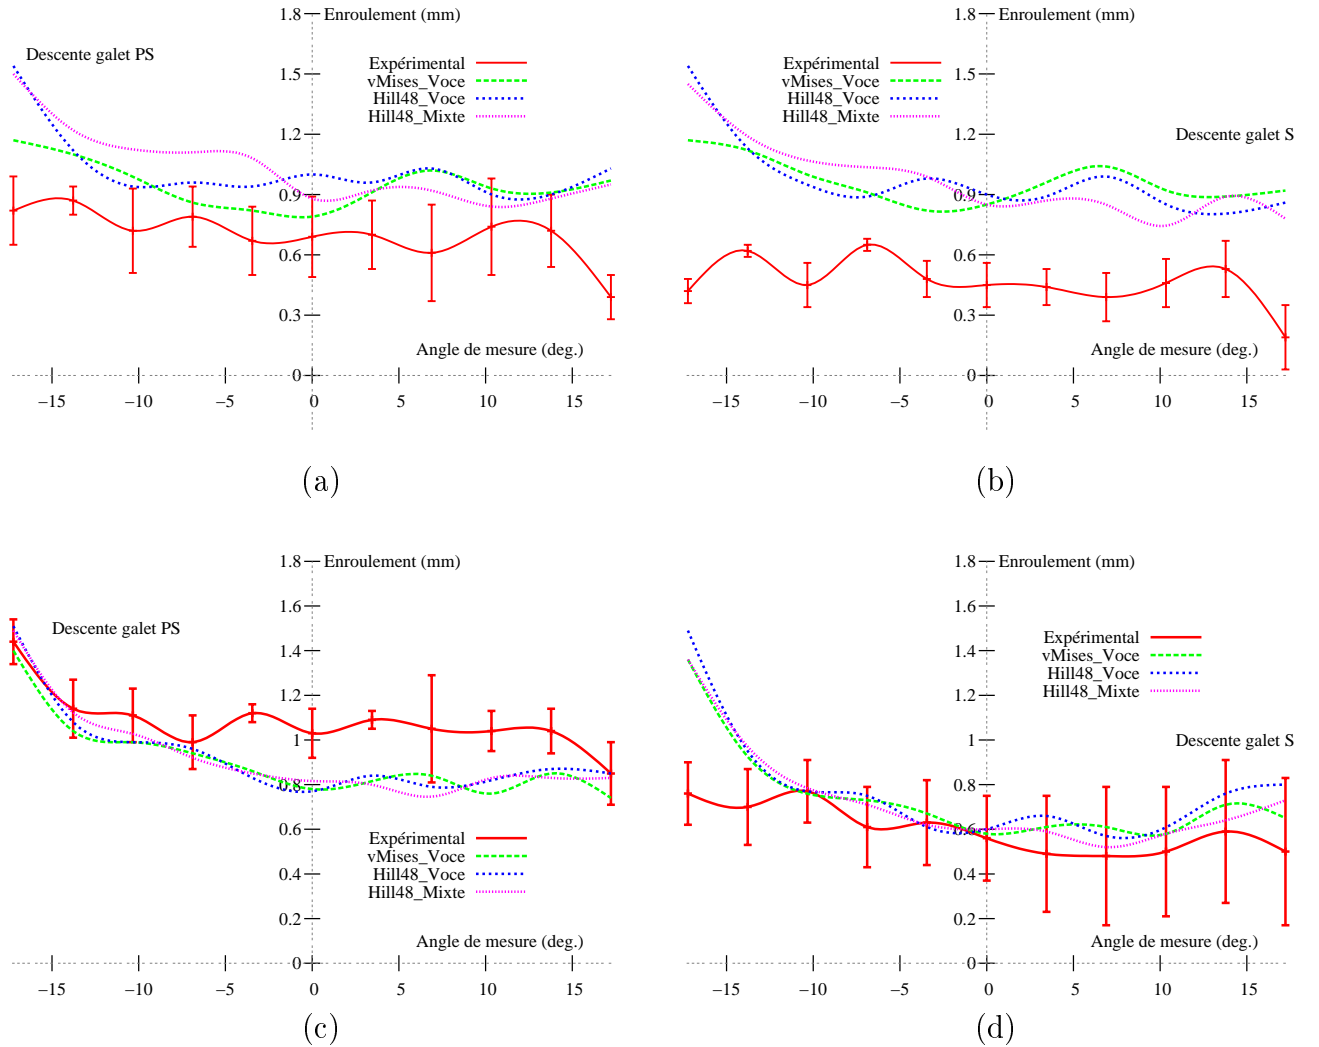 1.8 Enroulement (mm)
Descente galet PS
1.5
Expérimental
vMises_Voce
Hill48_Voce
Hill48_Mixte
1.2
0.9
0.6
0.3
Angle de mesure (deg.)
0
−15 −10 −5 0 5 10 15
(a)
1.8 Enroulement (mm)
1.5
Expérimental
vMises_Voce
Hill48_Voce
Hill48_Mixte
1.2
Descente galet S
0.9
0.6
0.3
Angle de mesure (deg.)
0
−15 −10 −5 0 5 10 15
(b)
1.8 Enroulement (mm)
1.6
Descente galet PS
1.4
1.2
1
0.8
0.6
Expérimental
vMises_Voce
Hill48_Voce
Hill48_Mixte
0.4
0.2
Angle de mesure (deg.)
0
−15 −10 −5 0 5 10 15
(c)
1.8 Enroulement (mm)
1.6
Expérimental
vMises_Voce
Hill48_Voce
Hill48_Mixte
1.4
1.2
1
Descente galet S
0.8
0.6
0.4
0.2
Angle de mesure (deg.)
0
−15 −10 −5 0 5 10 15
(d)